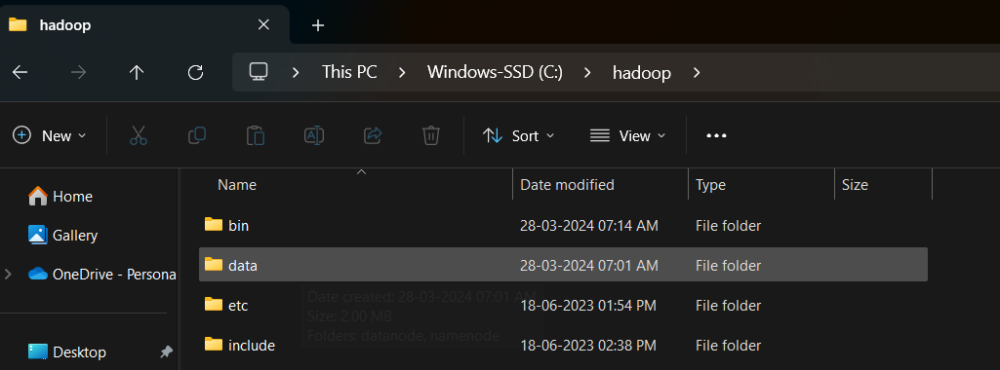 hadoop
This PC > Windows-SSD (C:) > hadoop >
New Sort View
Name Date modified Type Size
Home
Gallery
OneDrive - Persona
Desktop
bin 28-03-2024 07:14 AM File folder
data 28-03-2024 07:01 AM File folder
Date created: 28-03-2024 07:01 AM
Size: 2.00 MB
Folders: datanode, namenode
etc 18-06-2023 01:54 PM File folder
include 18-06-2023 02:38 PM File folder